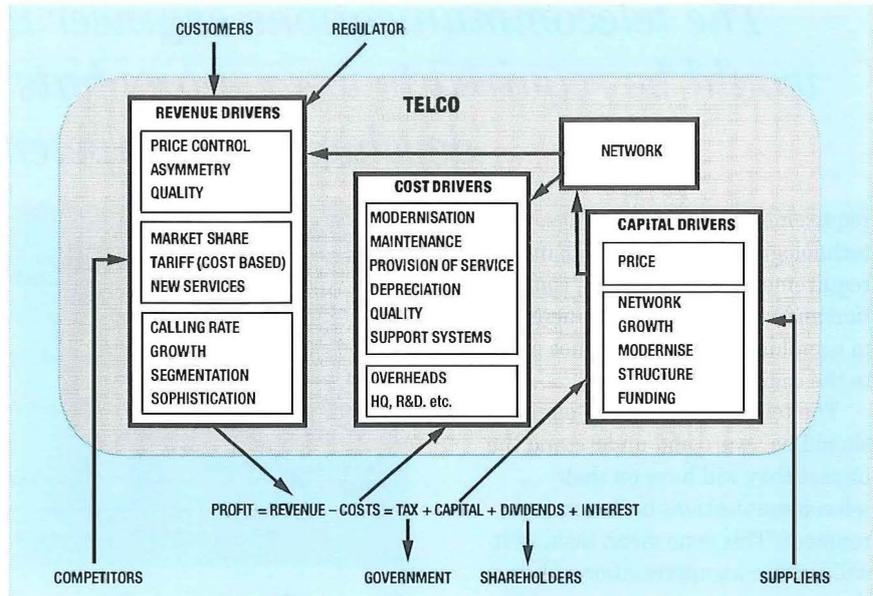 CUSTOMERS REGULATOR
TELCO
REVENUE DRIVERS
PRICE CONTROL
ASYMMETRY
QUALITY
MARKET SHARE
TARIFF (COST BASED)
NEW SERVICES
CALLING RATE
GROWTH
SEGMENTATION
SOPHISTICATION
COST DRIVERS
MODERNISATION
MAINTENANCE
PROVISION OF SERVICE
DEPRECIATION
QUALITY
SUPPORT SYSTEMS
OVERHEADS
HQ, R&D. etc.
NETWORK
CAPITAL DRIVERS
PRICE
NETWORK
GROWTH
MODERNISE
STRUCTURE
FUNDING
PROFIT = REVENUE – COSTS = TAX + CAPITAL + DIVIDENDS + INTEREST
COMPETITORS GOVERNMENT SHAREHOLDERS SUPPLIERS